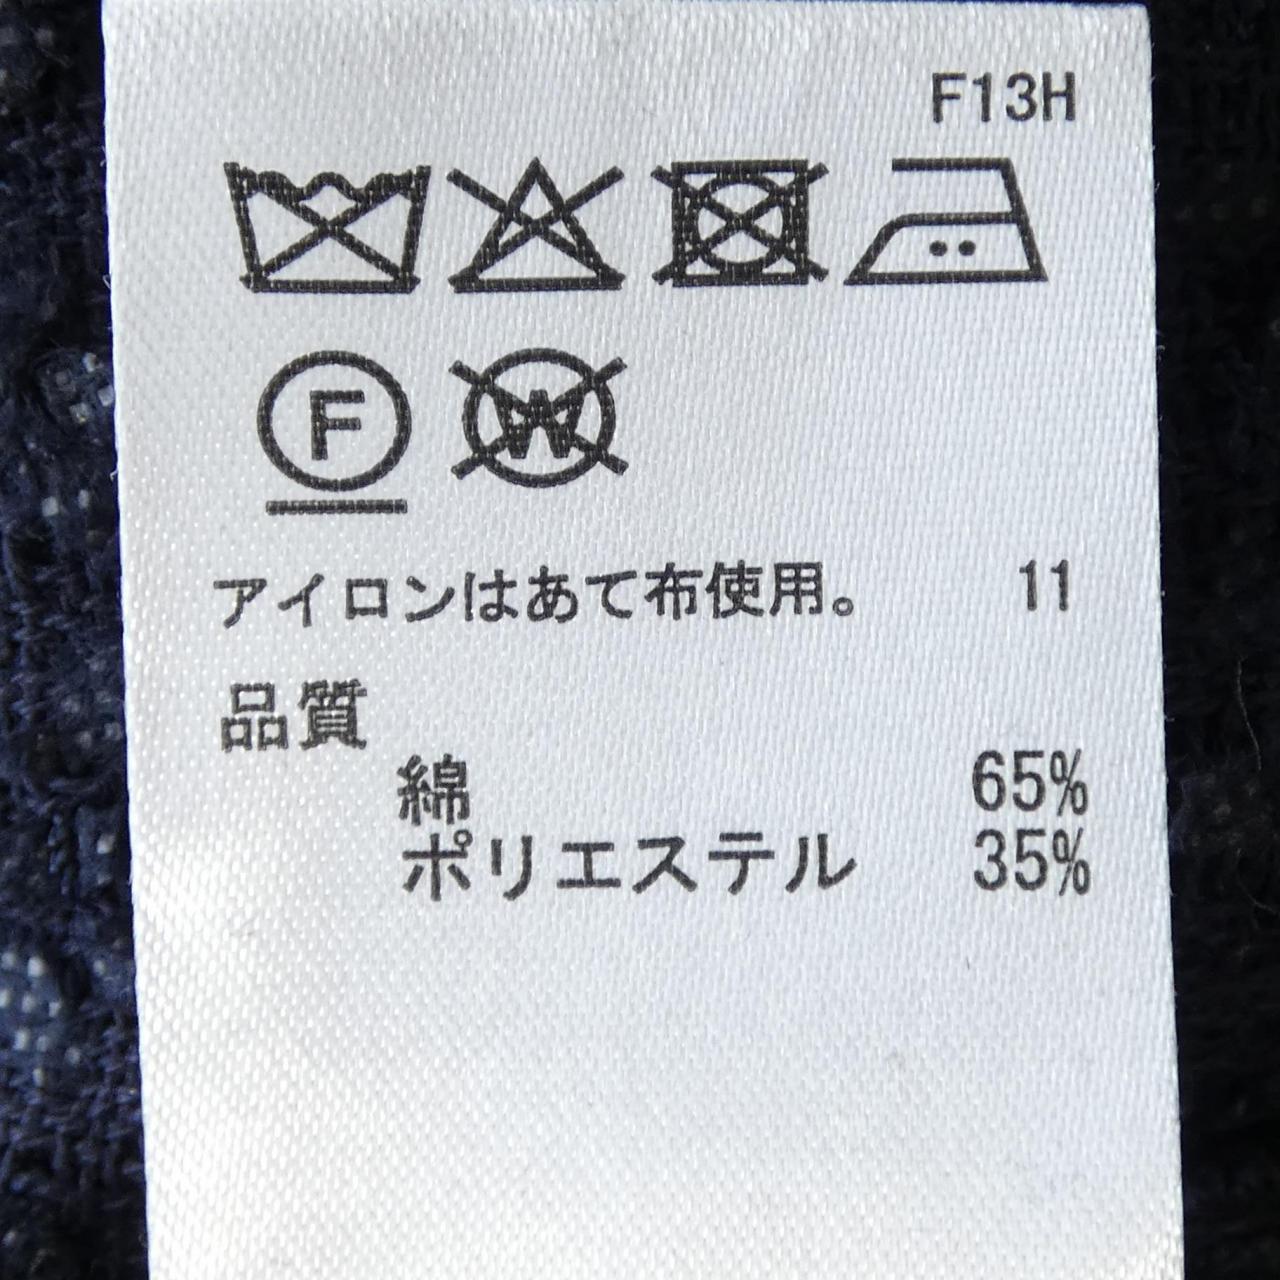 F13H
F W
アイロンはあて布使用。 11
品質
綿 65%
ポリエステル 35%